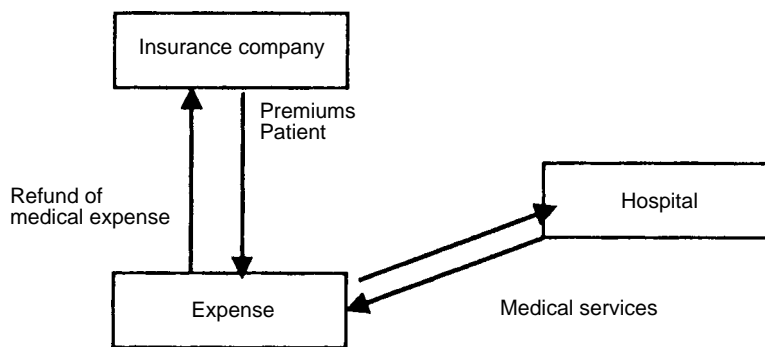 Insurance company
Premiums
Patient
Refund of
medical expense
Hospital
Expense
Medical services